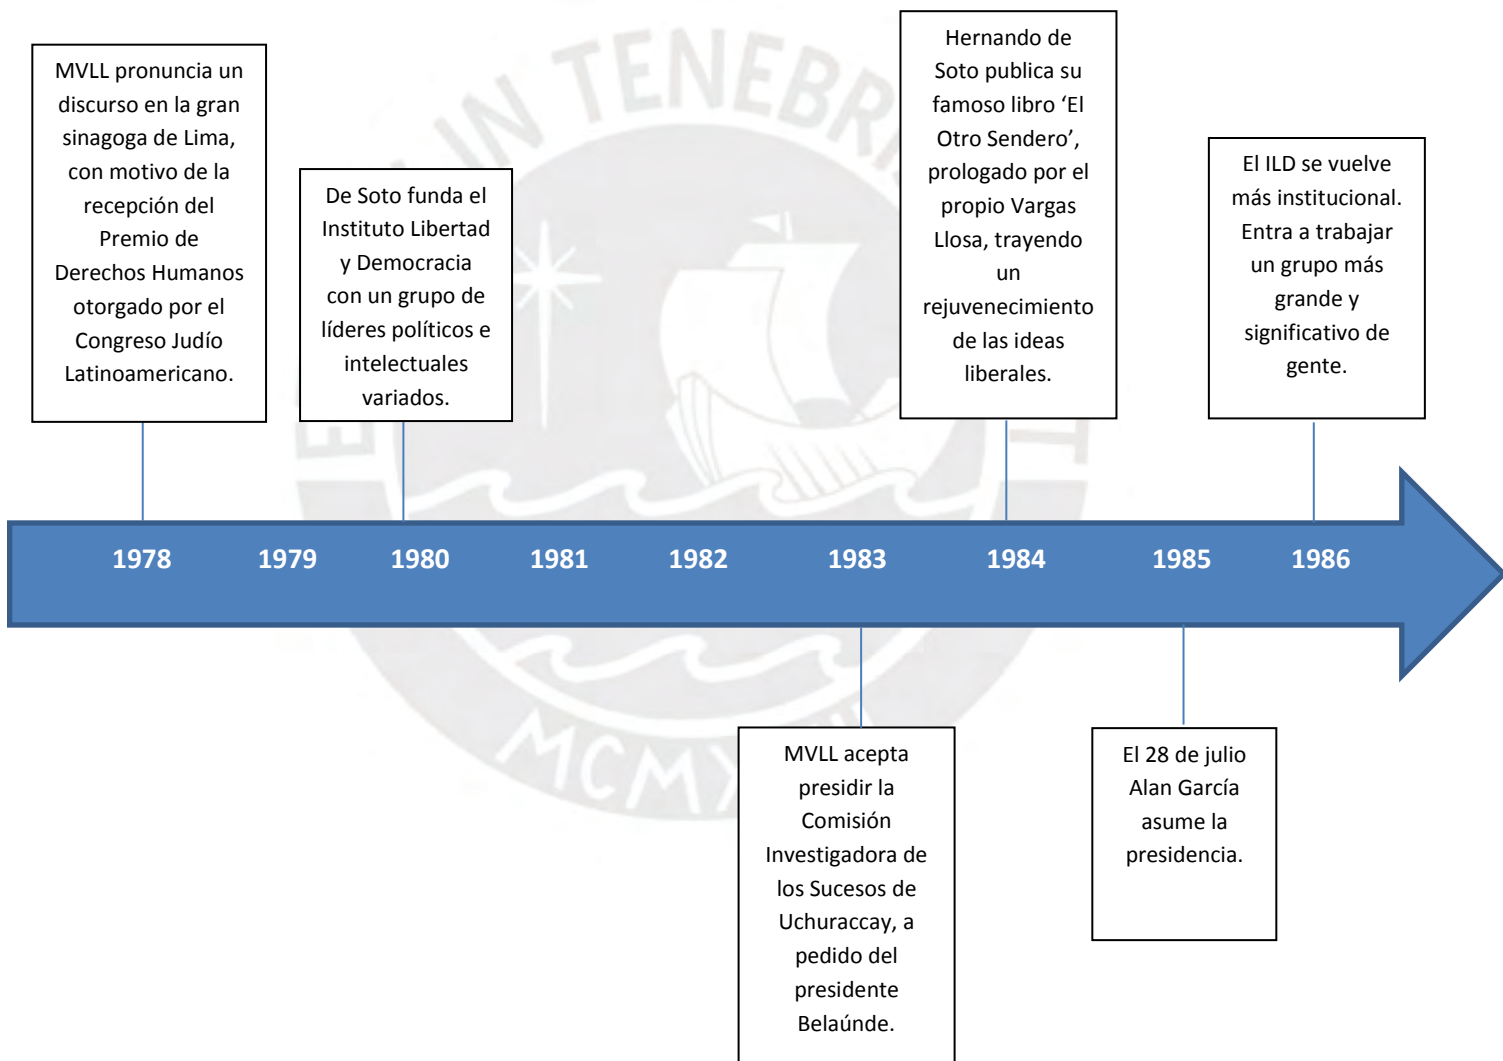 MVLL pronuncia un
discurso en la gran
sinagoga de Lima,
con motivo de la
recepción del
Premio de
Derechos Humanos
otorgado por el
Congreso Judío
Latinoamericano.
De Soto funda el
Instituto Libertad
y Democracia
con un grupo de
líderes políticos e
intelectuales
variados.
Hernando de
Soto publica su
famoso libro ‘El
Otro Sendero’,
prologado por el
propio Vargas
Llosa, trayendo
un
rejuvenecimiento
de las ideas
liberales.
El ILD se vuelve
más institucional.
Entra a trabajar
un grupo más
grande y
significativo de
gente.
1978 1979 1980 1981 1982 1983 1984 1985 1986
MVLL acepta
presidir la
Comisión
Investigadora de
los Sucesos de
Uchuraccay, a
pedido del
presidente
Belaúnde.
El 28 de julio
Alan García
asume la
presidencia.
IN TENEBR